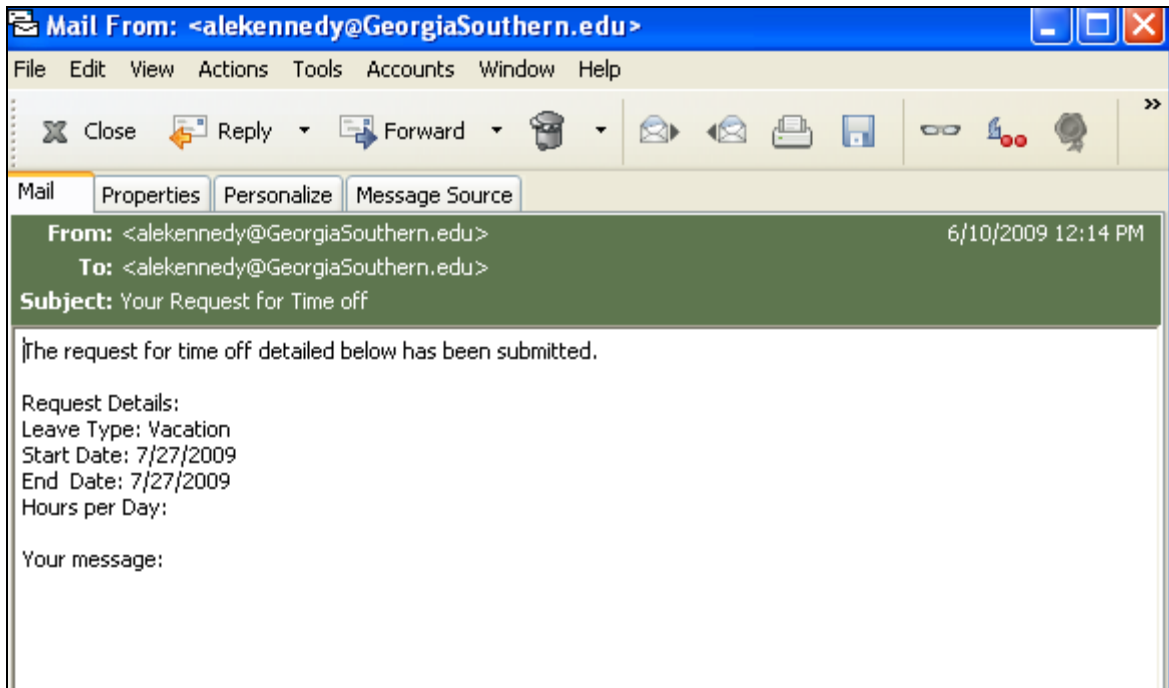 Mail From: <alekennedy@GeorgiaSouthern.edu>
File Edit View Actions Tools Accounts Window Help
Close Reply Forward »
Mail Properties Personalize Message Source
From: <alekennedy@GeorgiaSouthern.edu> 6/10/2009 12:14 PM
To: <alekennedy@GeorgiaSouthern.edu>
Subject: Your Request for Time off
The request for time off detailed below has been submitted.
Request Details:
Leave Type: Vacation
Start Date: 7/27/2009
End Date: 7/27/2009
Hours per Day:
Your message: